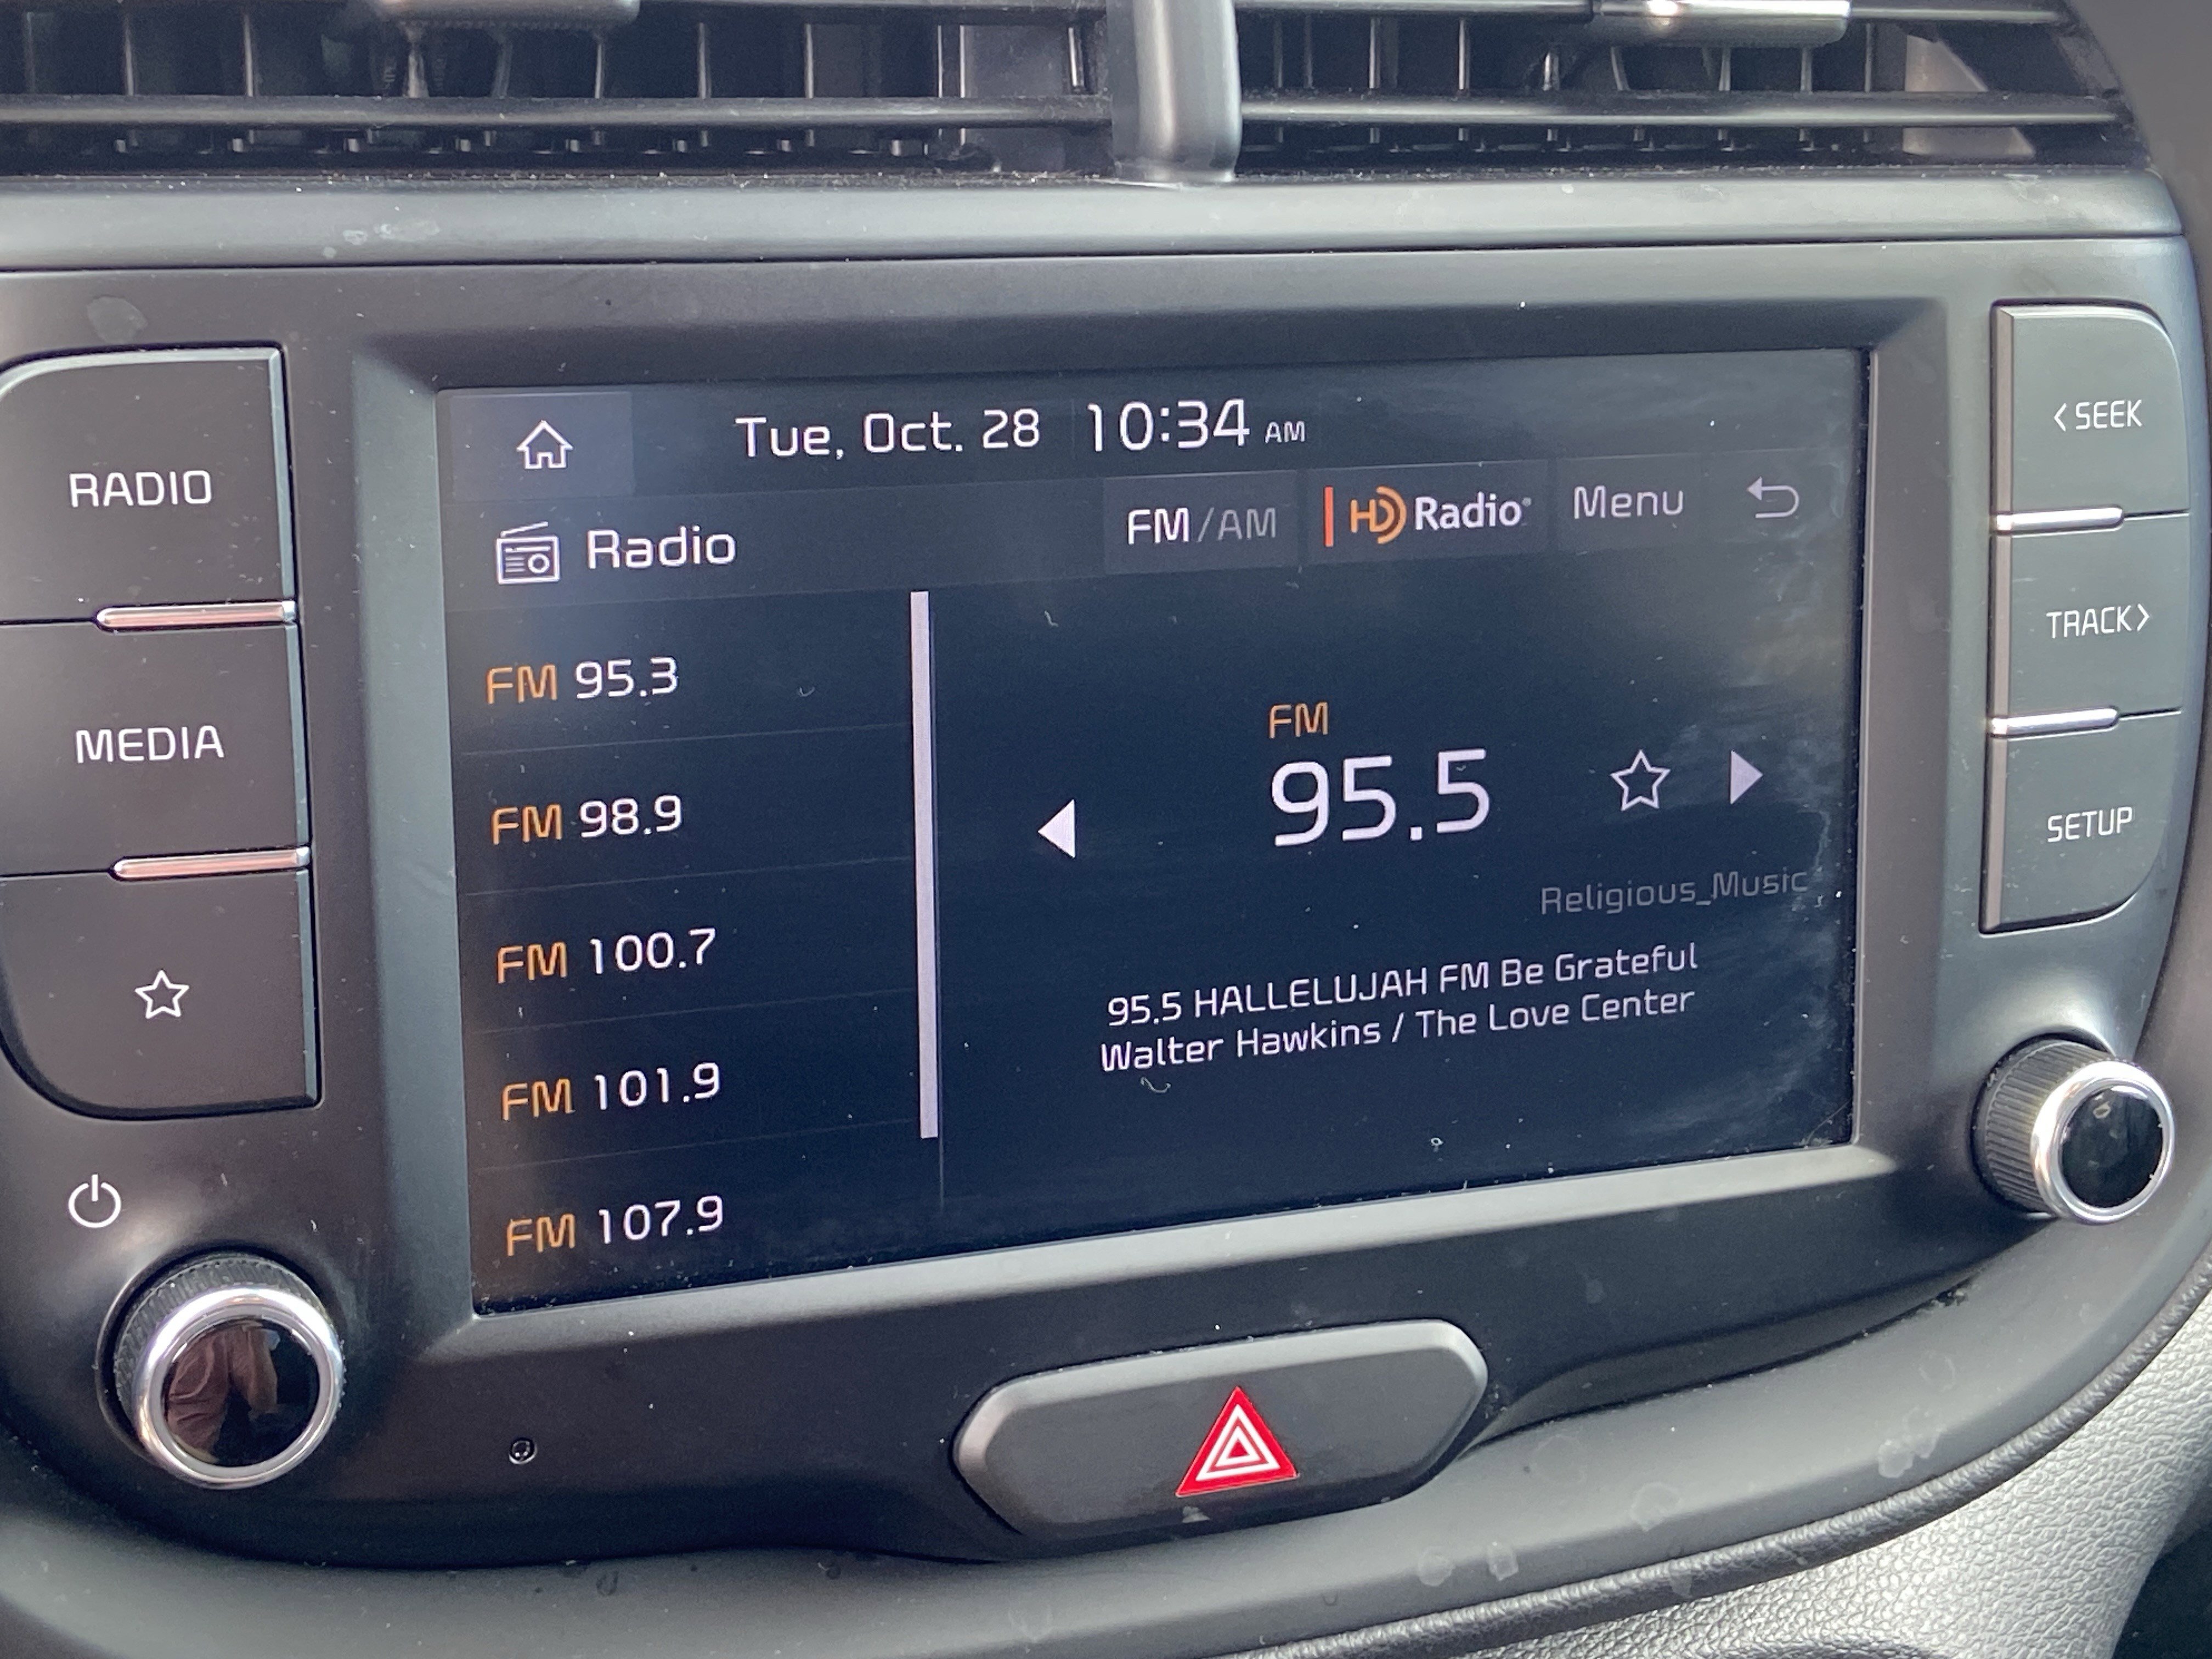 Tue, Oct. 28 10:34 AM
Radio FM/AM HD Radio® Menu
FM 95.3
FM 98.9
FM 100.7
FM 101.9
FM 107.9
FM
95.5
Religious_Music
95.5 HALLELUJAH FM Be Grateful
Walter Hawkins / The Love Center
RADIO
MEDIA
< SEEK
TRACK >
SETUP